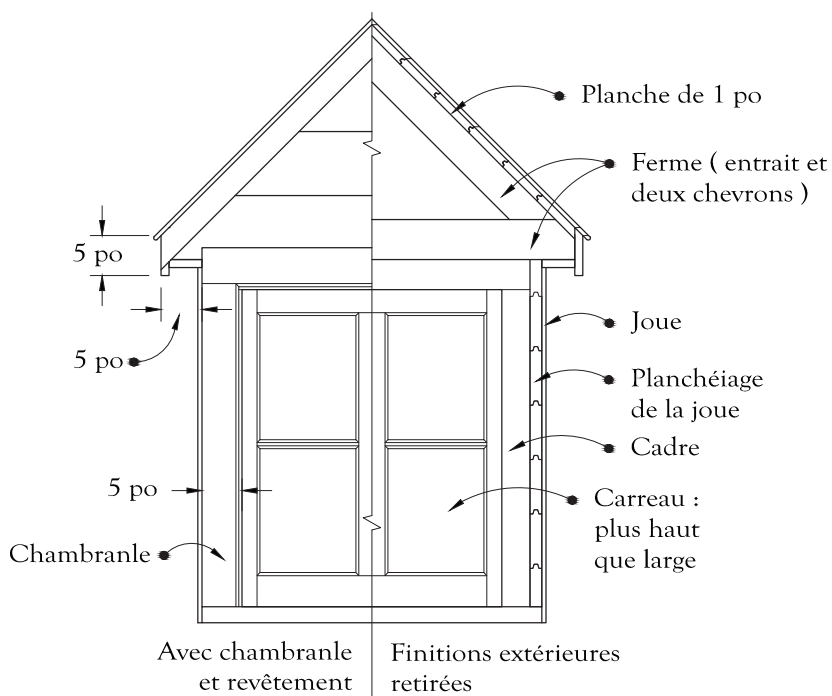 Planche de 1 po
Ferme ( entrait et
deux chevrons )
5 po
5 po
Joue
Planchéiage
de la joue
Cadre
5 po
Carreau :
plus haut
que large
Chambranle
Avec chambranle
et revêtement
Finitions extérieures
retirées